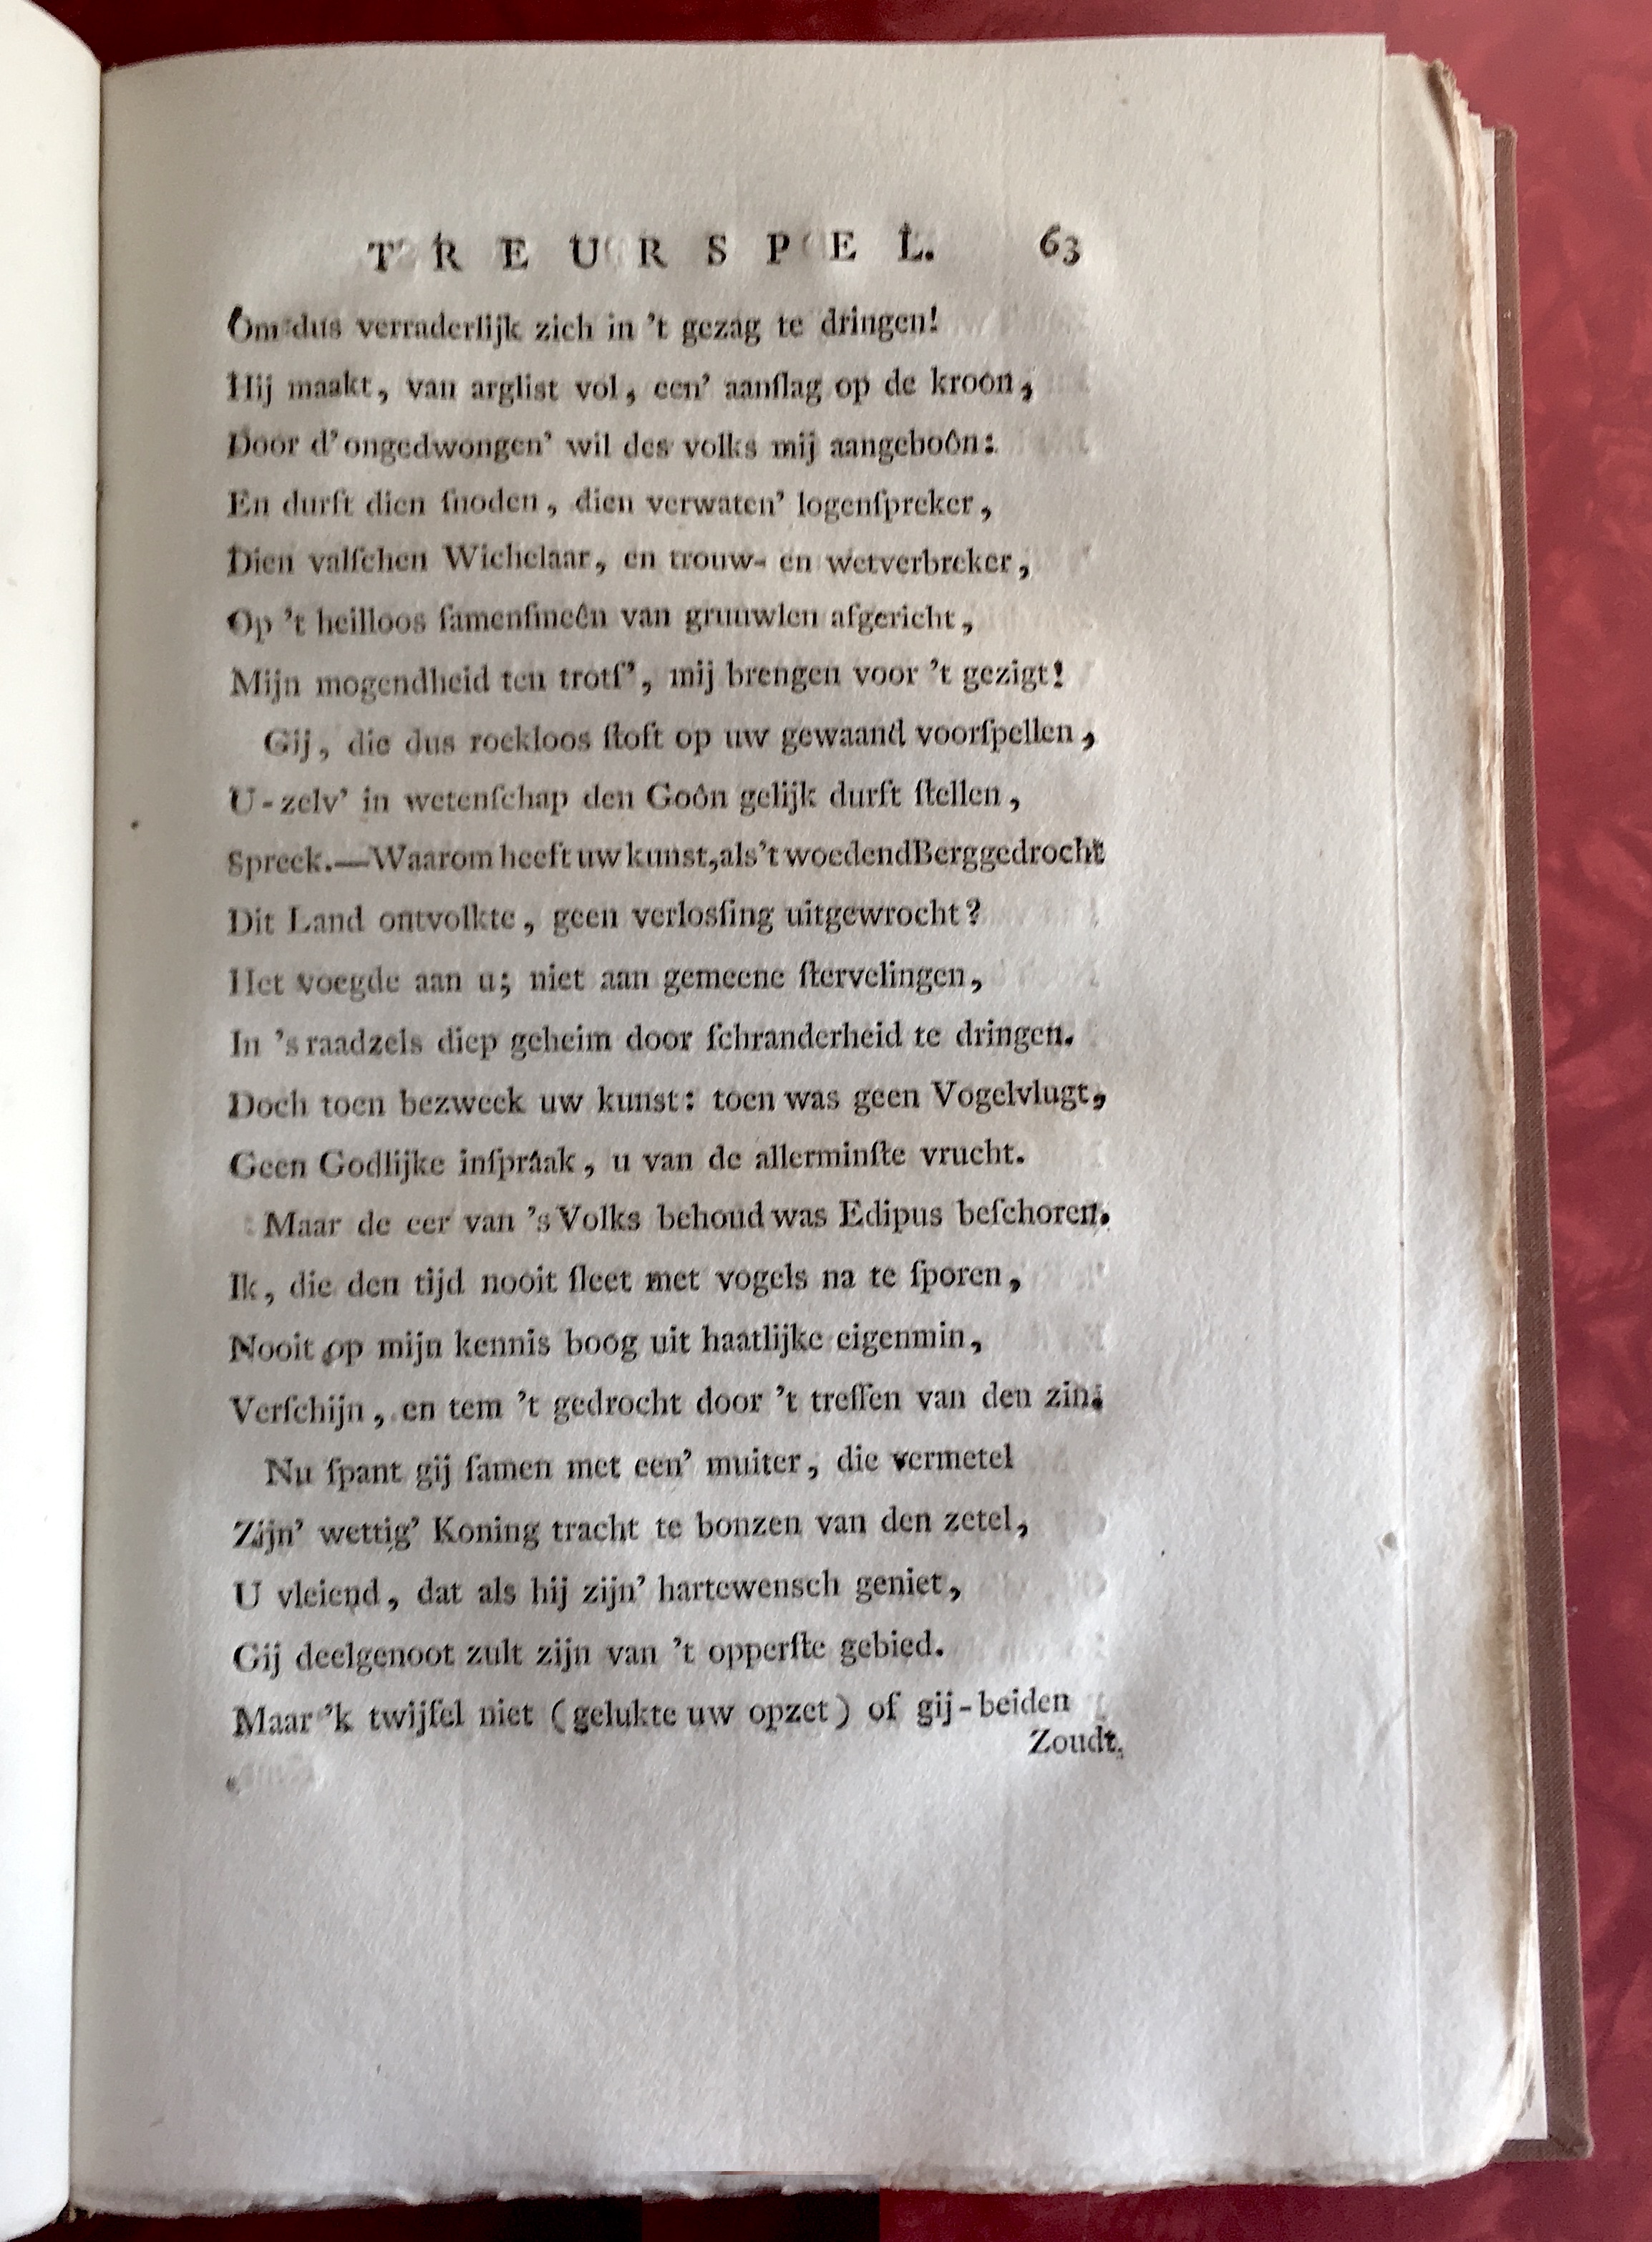 TREURSPEL. 63
Om dus verraderlijk zich in 't gezag te dringen!
Hij maakt, van arglist vol, een' aanſlag op de kroon,
Door d'ongedwongen' wil des volks mij aangeboôn:
En durft dien ſnoden, dien verwaten' logenſpreker,
Dien valſchen Wichelaar, en trouw- en wetverbreker,
Op 't heilloos ſamenſmeên van gruuwlen afgericht,
Mijn mogendheid ten trotſ', mij brengen voor 't gezigt!
Gij, die dus roekloos ſtoft op uw gewaand voorſpellen,
U-zelv' in wetenſchap den Goôn gelijk durft ſtellen,
Spreek.—Waarom heeft uw kunst, als 't woedend Berggedrocht
Dit Land ontvolkte, geen verlosſing uitgewrocht?
Het voegde aan u; niet aan gemeene ſtervelingen,
In 's raadzels diep geheim door ſchranderheid te dringen.
Doch toen bezweek uw kunst: toen was geen Vogelvlugt,
Geen Godlijke inſpraak, u van de allerminſte vrucht.
Maar de eer van 's Volks behoud was Edipus beſchoren.
Ik, die den tijd nooit ſleet met vogels na te ſporen,
Nooit op mijn kennis boog uit haatlijke eigenmin,
Verſchijn, en tem 't gedrocht door 't treffen van den zin.
Nu ſpant gij ſamen met een' muiter, die vermetel
Zijn' wettig' Koning tracht te bonzen van den zetel,
U vleiend, dat als hij zijn' hartewensch geniet,
Gij deelgenoot zult zijn van 't opperſte gebied.
Maar 'k twijfel niet (gelukte uw opzet) of gij-beiden
Zoudt,